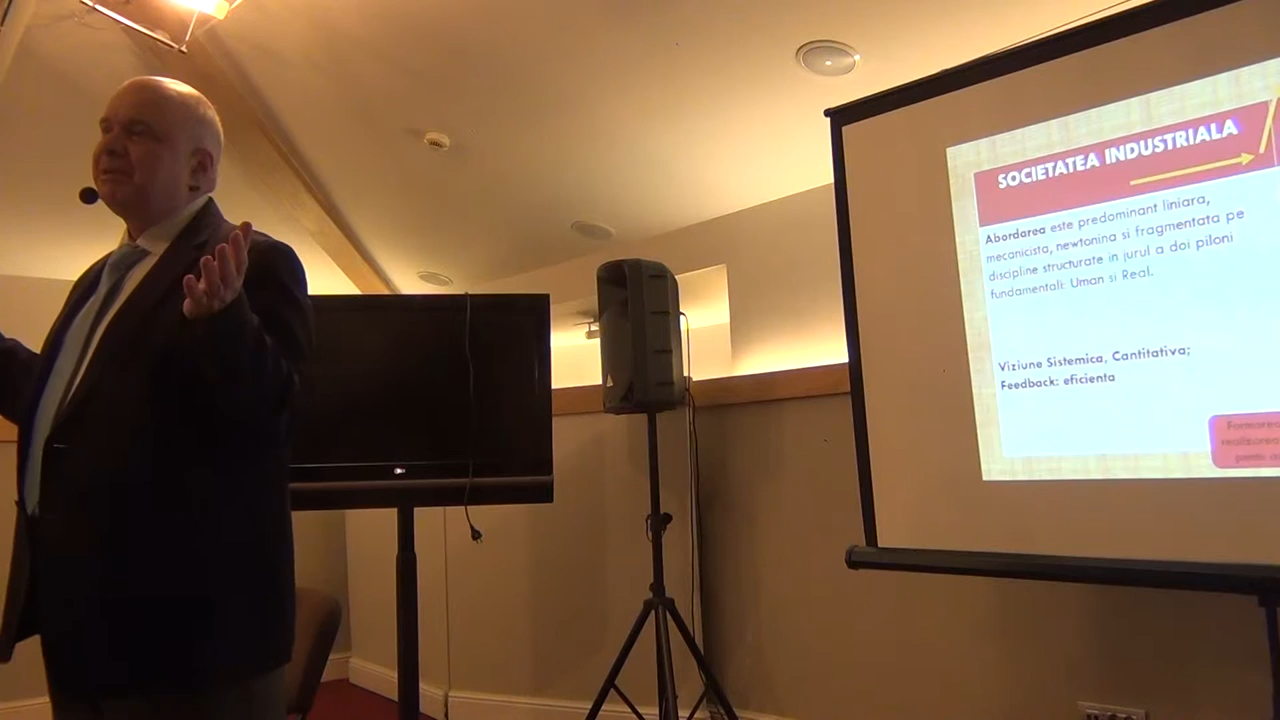 SOCIETATEA INDUSTRIALA
Abordarea este predominant liniara,
mecanicista, newtonina si fragmentata pe
discipline structurate in jurul a doi piloni
fundamentali: Uman si Real.
Viziune Sistemica, Cantitativa;
Feedback: eficienta